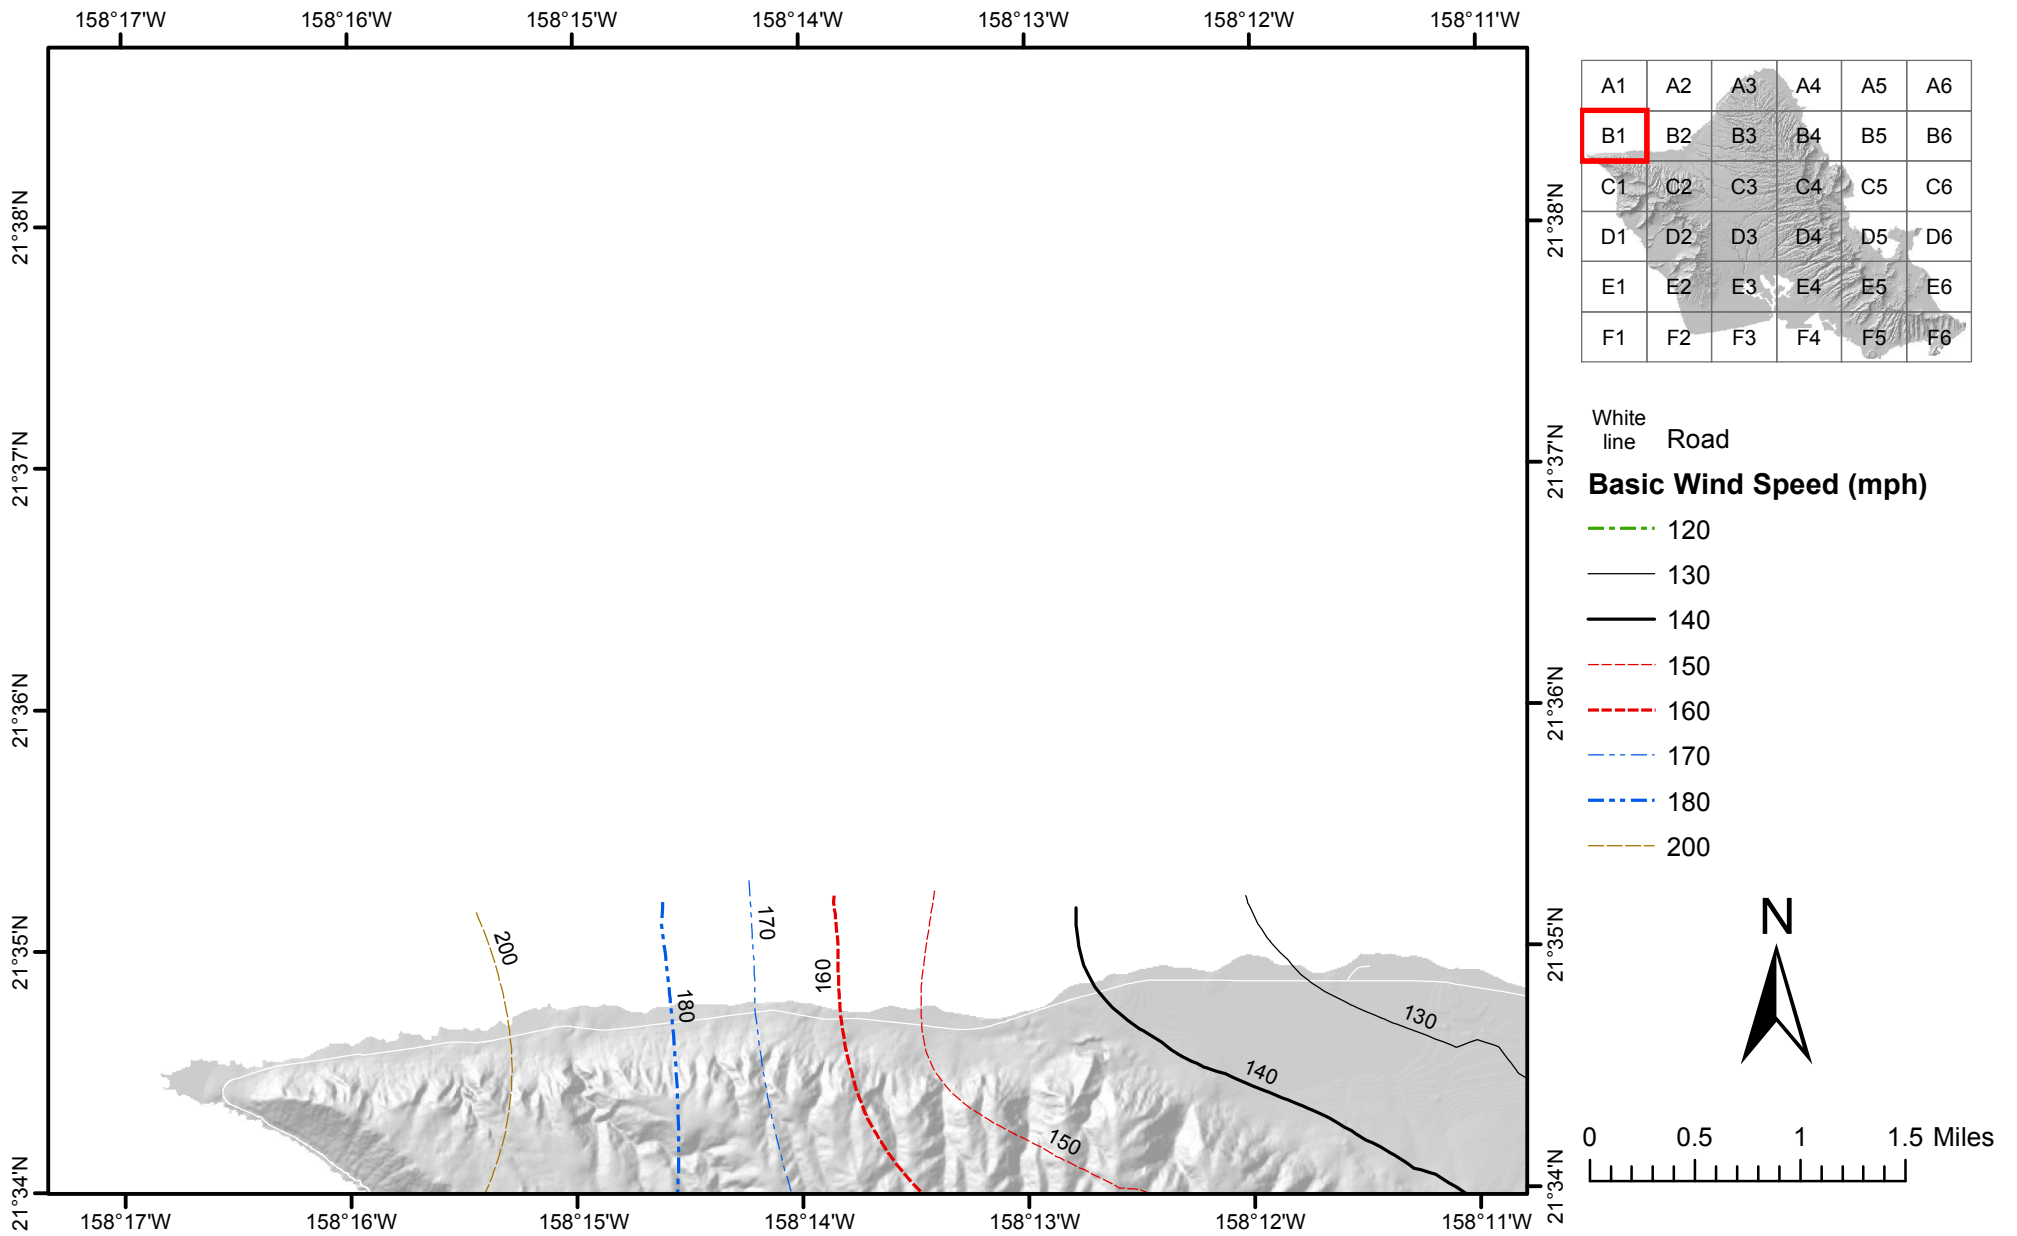 158°17'W 158°16'W 158°15'W 158°14'W 158°13'W 158°12'W 158°11'W
A1 A2 A3 A4 A5 A6
B1 B2 B3 B4 B5 B6
C1 C2 C3 C4 C5 C6
D1 D2 D3 D4 D5 D6
E1 E2 E3 E4 E5 E6
F1 F2 F3 F4 F5 F6
21°38'N 21°38'N
21°37'N 21°37'N
21°36'N 21°36'N
21°35'N 21°35'N
21°34'N 21°34'N
White
line
Road
Basic Wind Speed (mph)
120
130
140
150
160
170
180
200
N
0 0.5 1 1.5 Miles
200
180
170
160
150
140
130
158°17'W 158°16'W 158°15'W 158°14'W 158°13'W 158°12'W 158°11'W